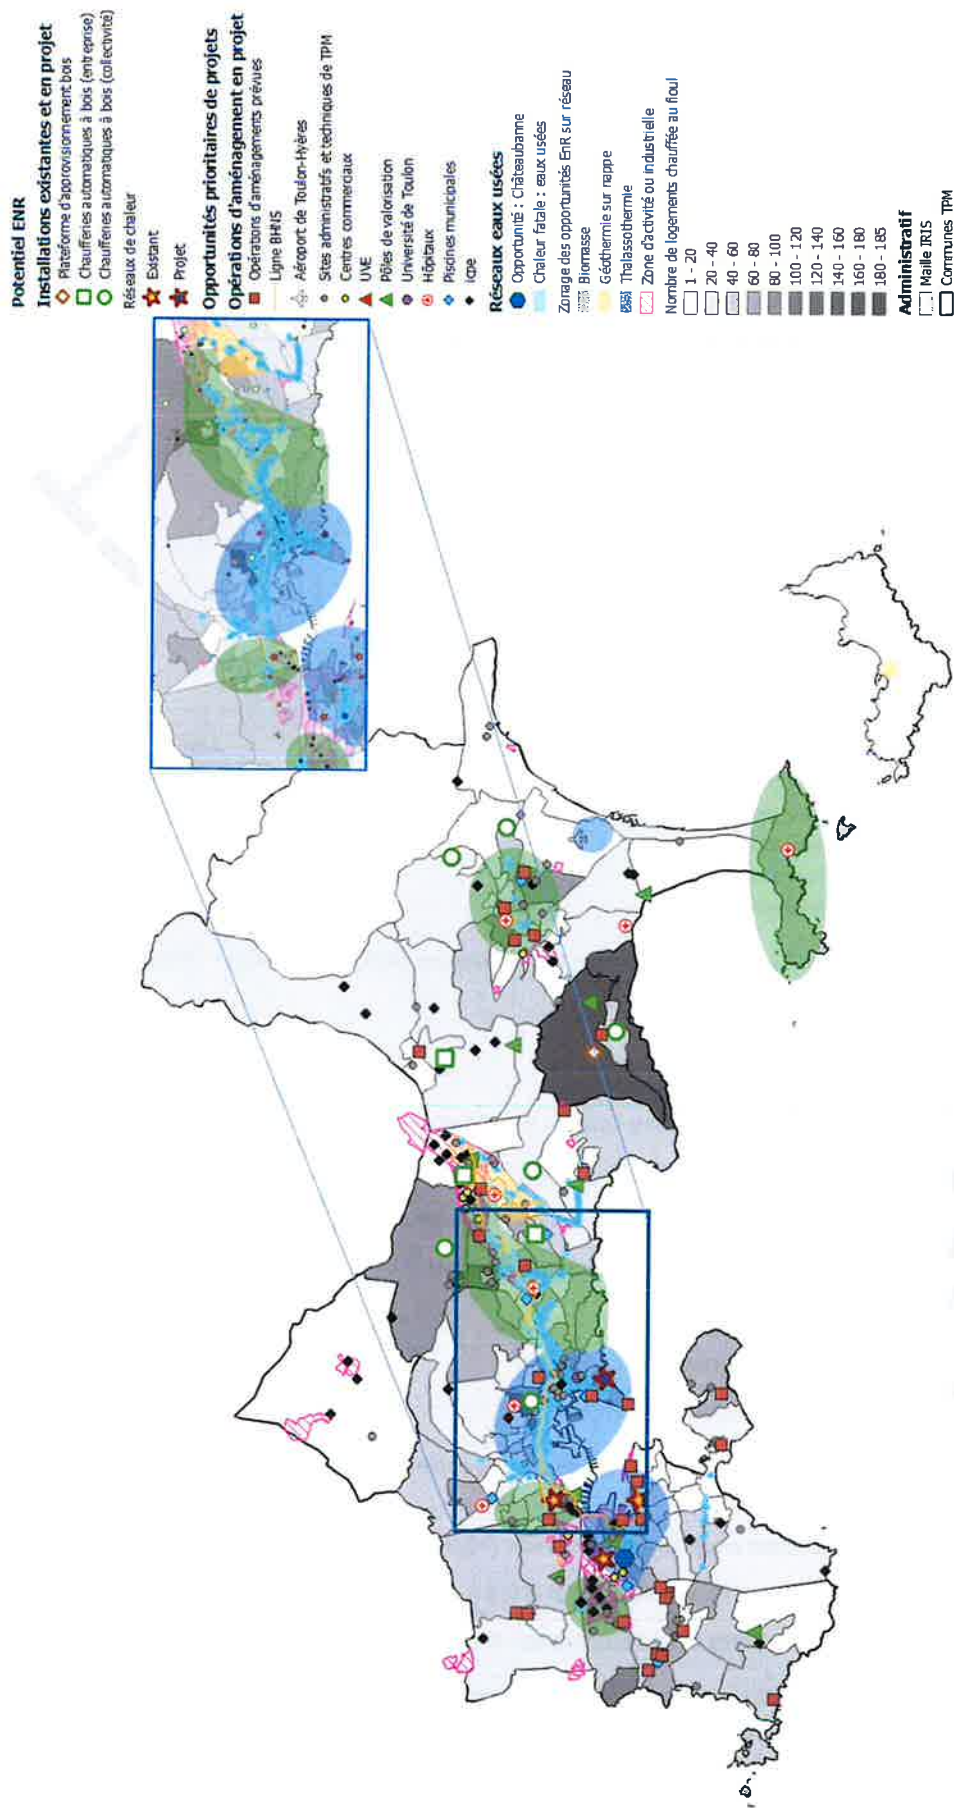 Potentiel ENR
Installations existantes et en projet
Plateforme d'approvisionnement bois
Chaufferies automatiques à bois (entreprise)
Chaufferies automatiques à bois (collectivité)
Réseaux de chaleur
Existant
Projet
Opportunités prioritaires de projets
Opérations d'aménagement en projet
Opérations d'aménagements prévues
Ligne BHNS
Aéroport de Toulon-Hyères
Sites administratifs et techniques de TPM
Centres commerciaux
UVE
Pôles de valorisation
Université de Toulon
Hôpitaux
Piscines municipales
icpe
Réseaux eaux usées
Opportunité : Châteaubanne
Chaleur fatale : eaux usées
Zonage des opportunités EnR sur réseau
Biomasse
Géothermie sur nappe
Thalassothermie
Zone d'activité ou industrielle
Nombre de logements chauffée au fioul
1 - 20
20 - 40
40 - 60
60 - 80
80 - 100
100 - 120
120 - 140
140 - 160
160 - 180
180 - 185
Administratif
Maille IRIS
Communes TPM